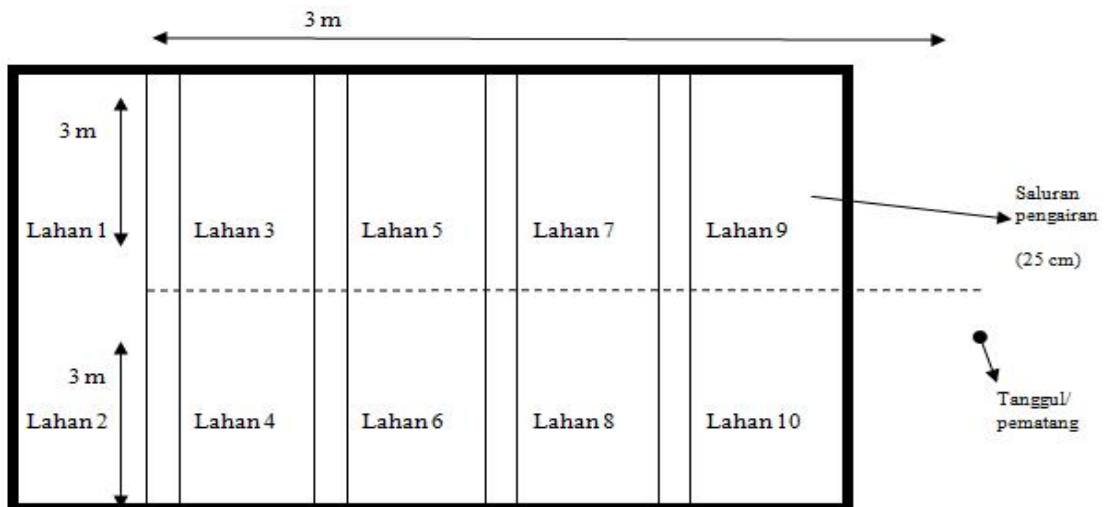 3 m
3 m
Lahan 1
Lahan 3
Lahan 5
Lahan 7
Lahan 9
Saluran
pengairan
(25 cm)
3 m
Lahan 2
Lahan 4
Lahan 6
Lahan 8
Lahan 10
Tanggul/
pematang